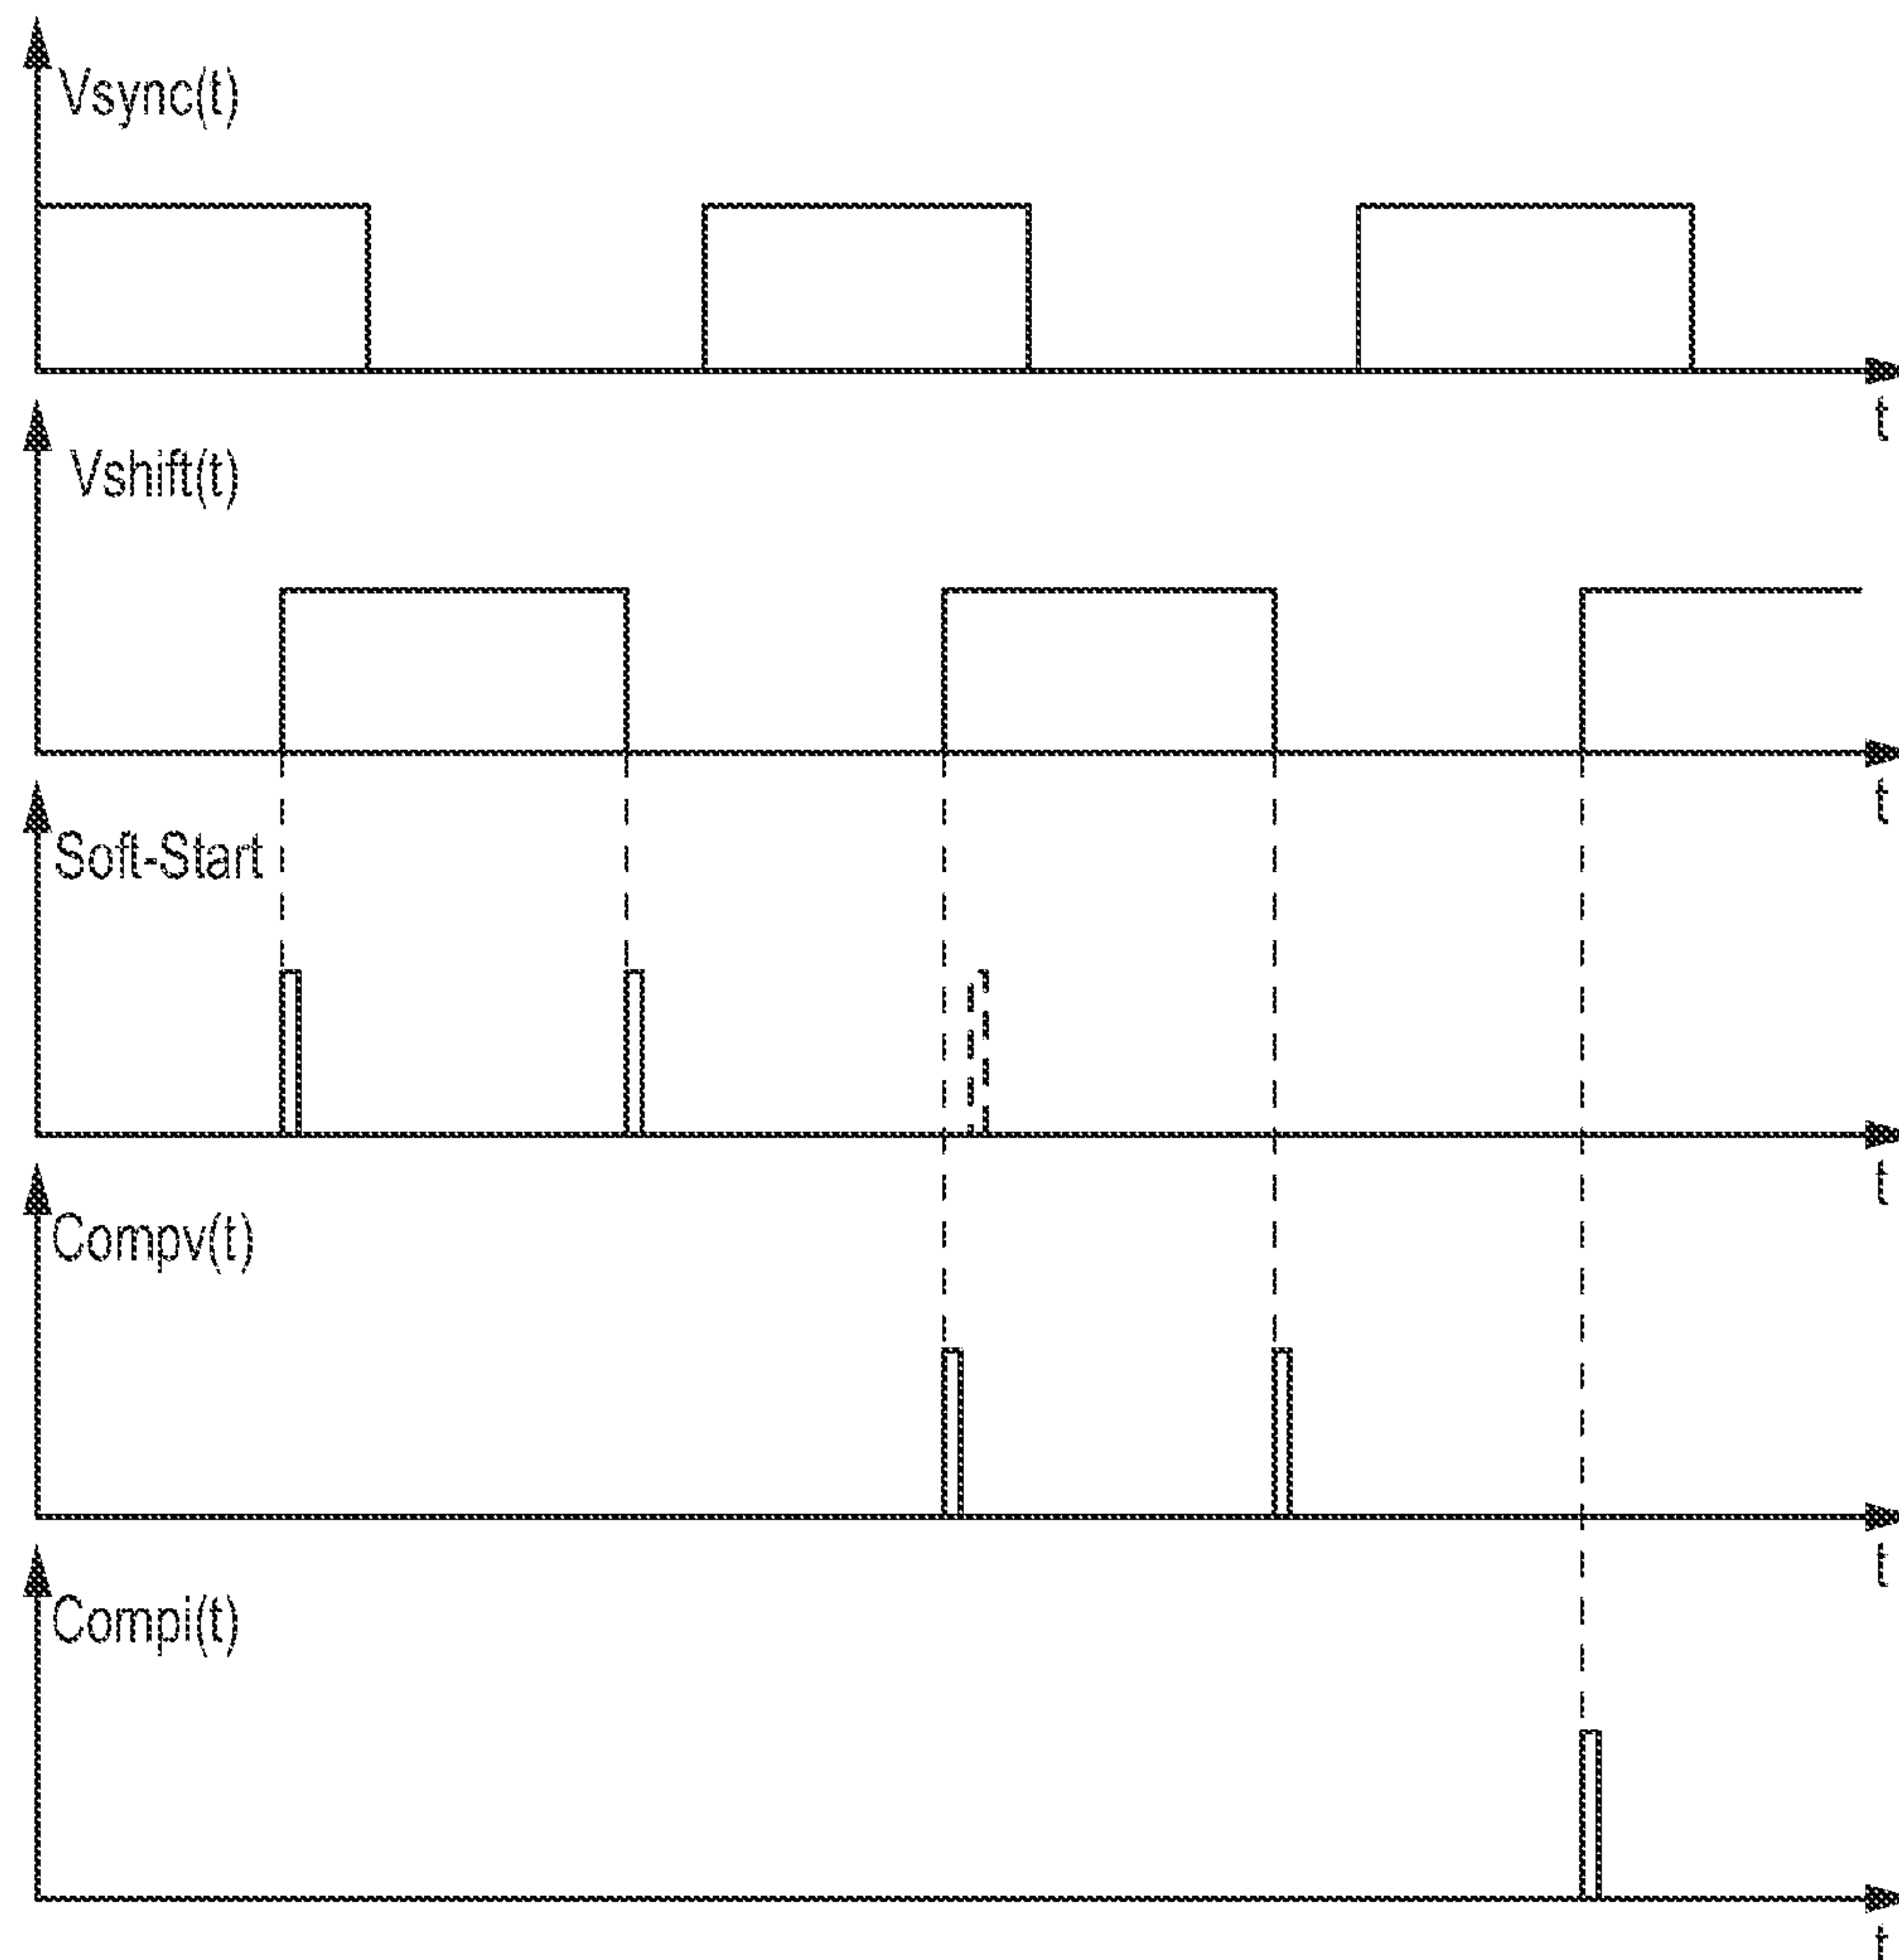 Vsync(t)
t
Vshift(t)
t
Soft-Start
t
Compv(t)
t
Compi(t)
t